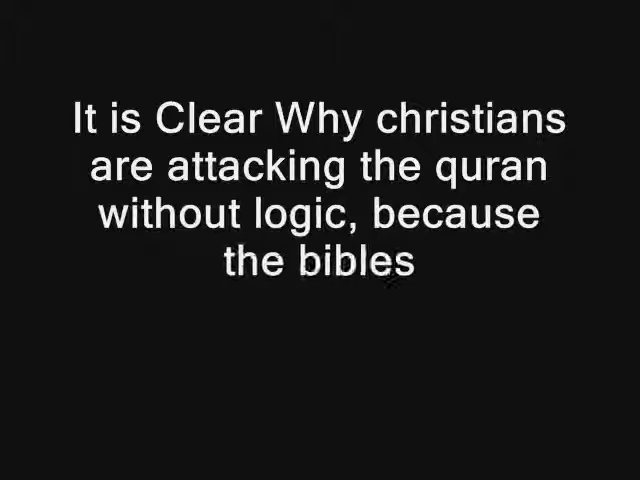 It is Clear Why christians
are attacking the quran
without logic, because
the bibles